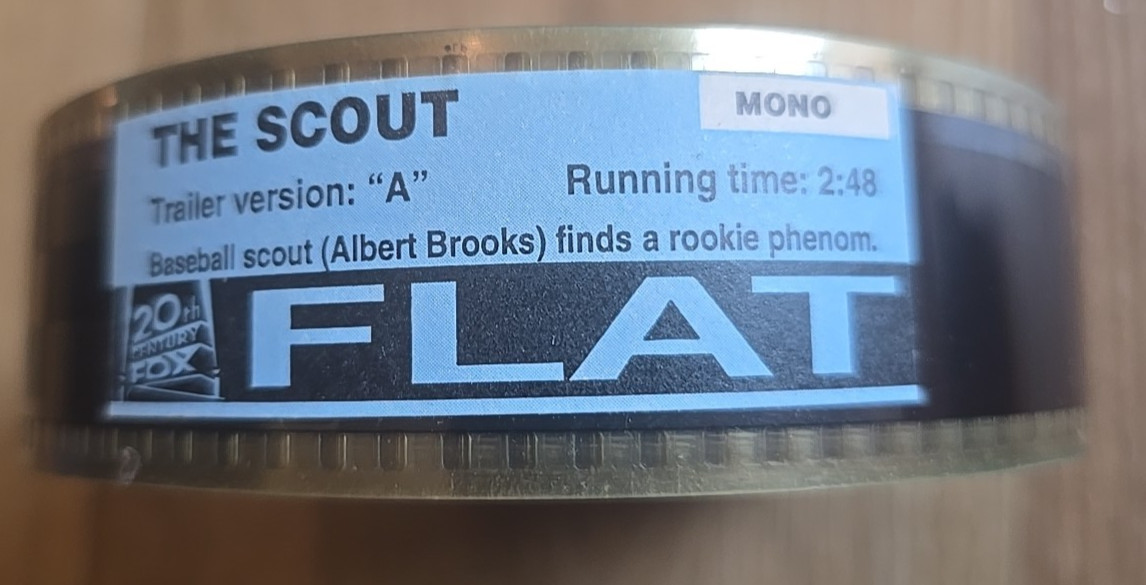 THE SCOUT
MONO
Trailer version: “A”
Running time: 2:48
Baseball scout (Albert Brooks) finds a rookie phenom.
20th
CENTURY
FOX
FLAT